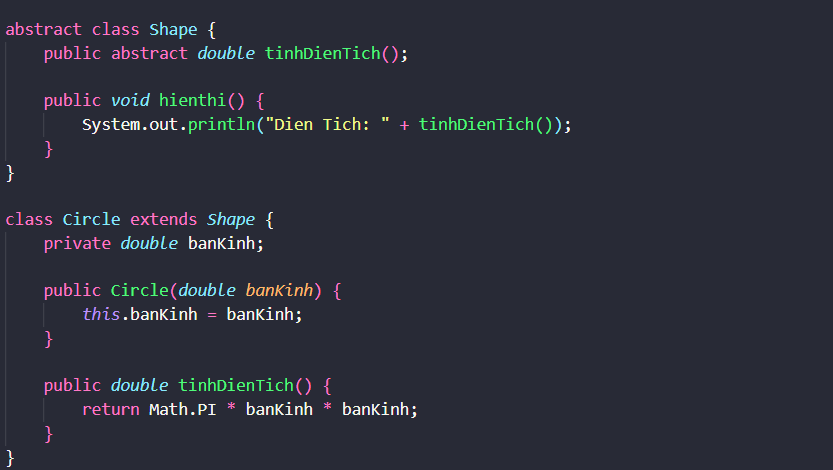 abstract class Shape {
    public abstract double tinhDienTich();
    public void hienthi() {
        System.out.println("Dien Tich: " + tinhDienTich());
    }
}
class Circle extends Shape {
    private double banKinh;
    public Circle(double banKinh) {
        this.banKinh = banKinh;
    }
    public double tinhDienTich() {
        return Math.PI * banKinh * banKinh;
    }
}